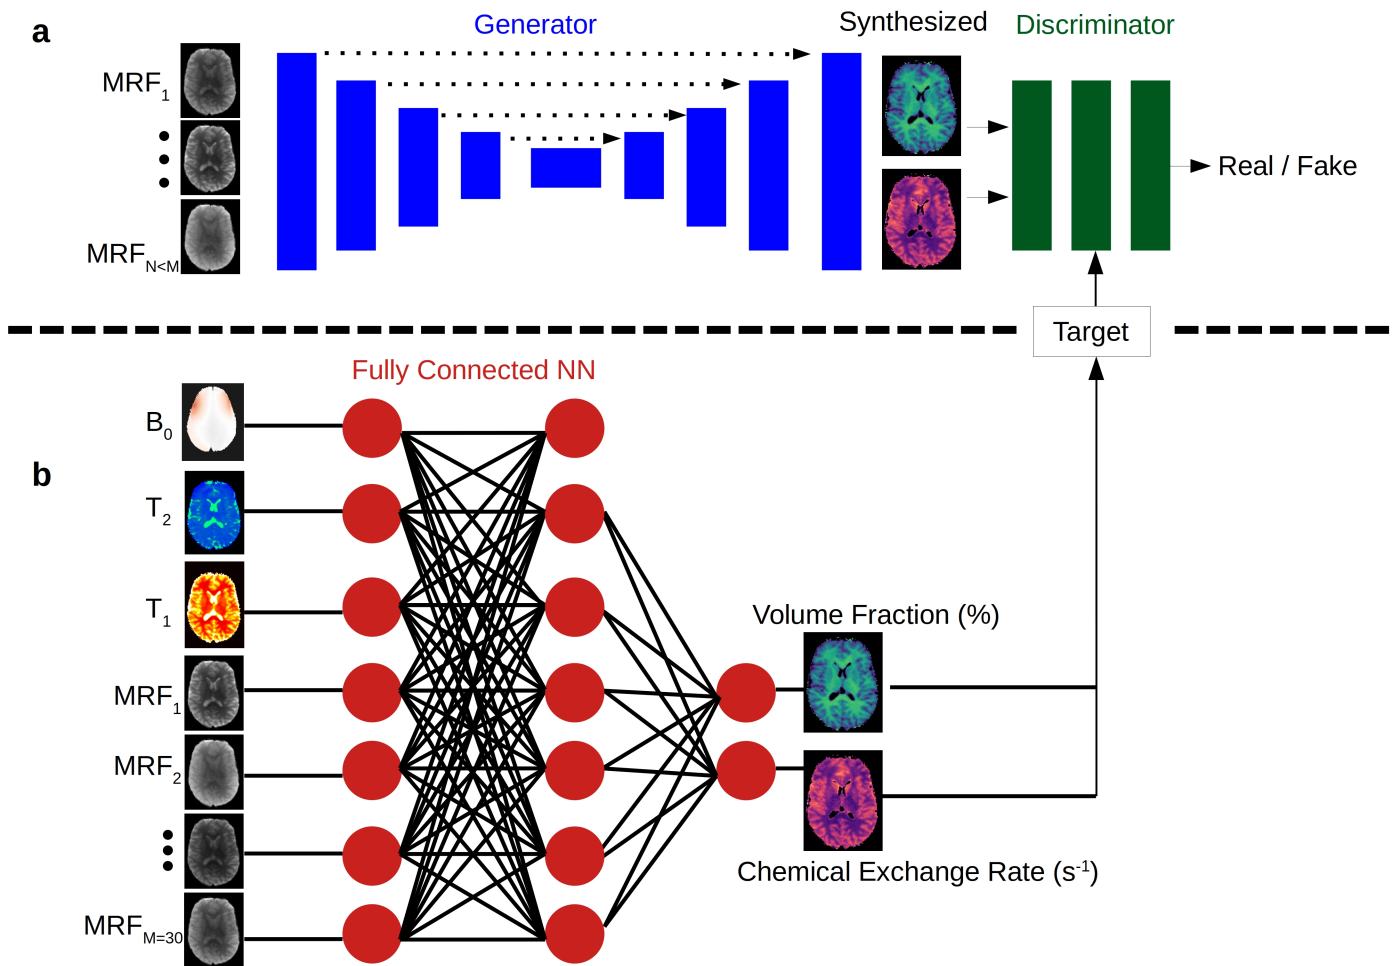 a
Generator
Synthesized
Discriminator
MRF1
MRFN<M
Real / Fake
Target
Fully Connected NN
B0
b
T2
T1
Volume Fraction (%)
MRF1
MRF2
Chemical Exchange Rate (s-1)
MRFM=30